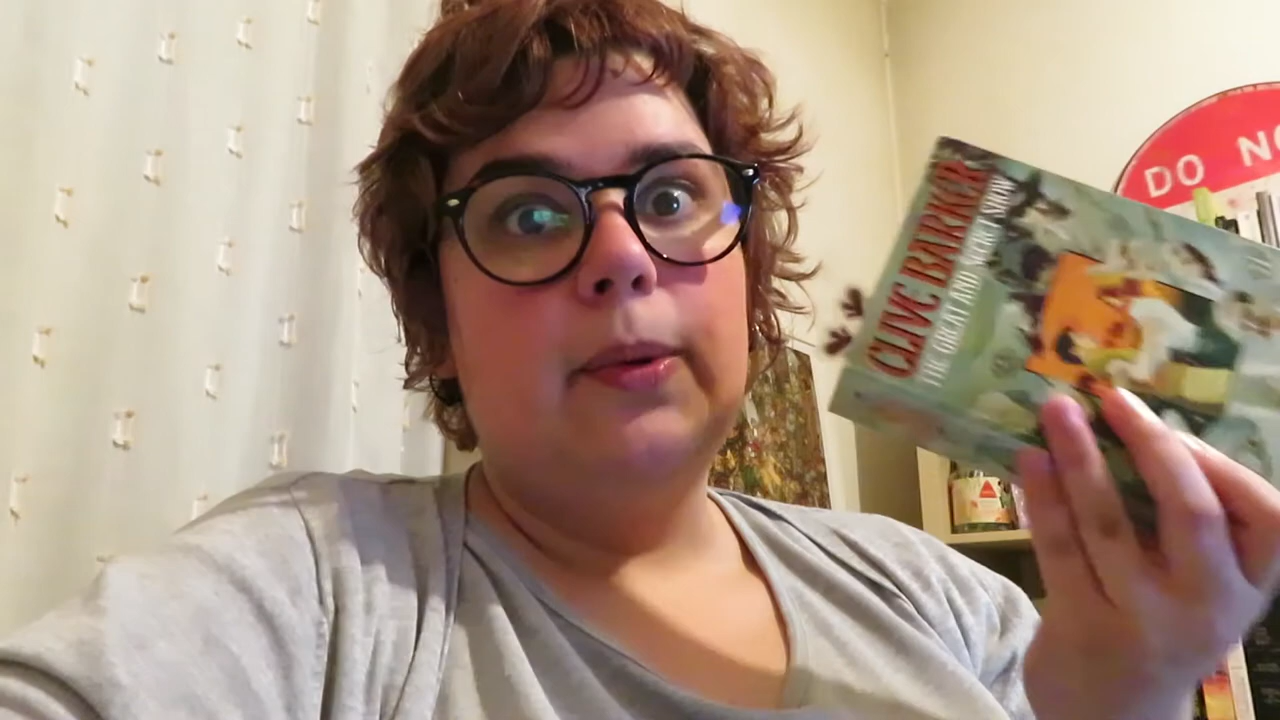 CLIVE BARKER
THE GREAT AND SECRET SHOW
DO NO